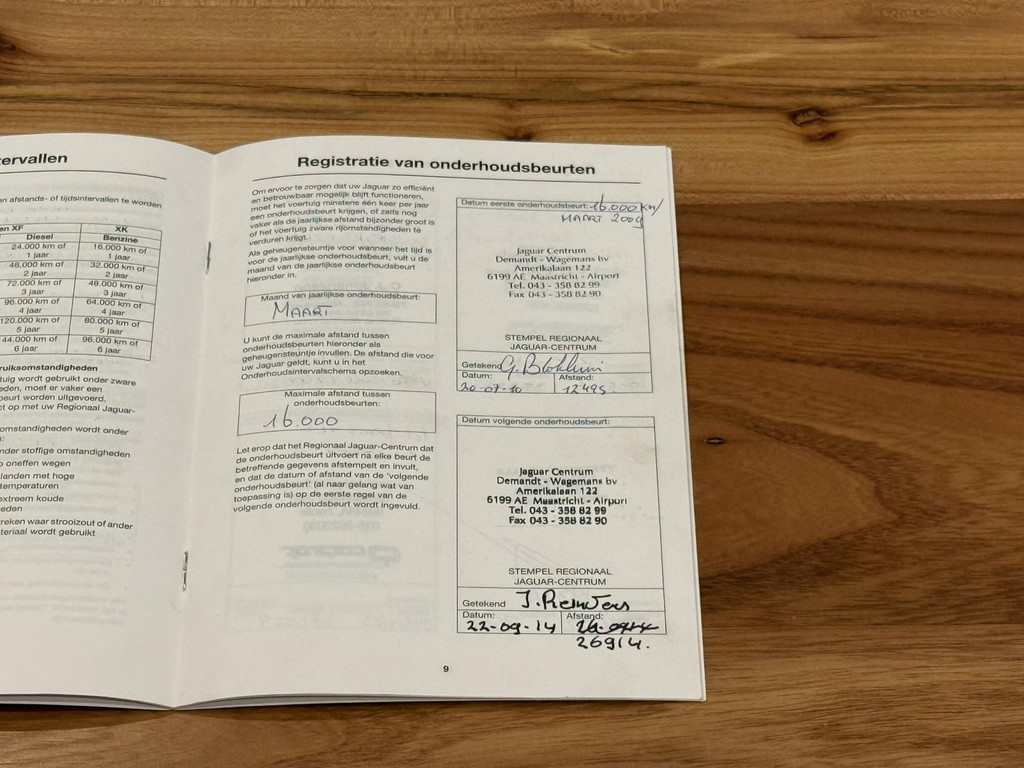 ervallen
n afstands- of tijdsintervallen te worden
en XF
XK
Diesel
Benzine
24.000 km of
1 jaar
16.000 km of
1 jaar
48.000 km of
2 jaar
32.000 km of
2 jaar
72.000 km of
3 jaar
48.000 km of
3 jaar
96.000 km of
4 jaar
64.000 km of
4 jaar
120.000 km of
5 jaar
80.000 km of
5 jaar
44.000 km of
6 jaar
96.000 km of
6 jaar
ruiksomstandigheden
tuig wordt gebruikt onder zware
eden, moet er vaker een
beurt worden uitgevoerd.
ct op met uw Regionaal Jaguar-
omstandigheden wordt onder
n:
nder stoffige omstandigheden
p oneffen wegen
landen met hoge
temperaturen
extreem koude
eden
reken waar strooizout of ander
teriaal wordt gebruikt
Registratie van onderhoudsbeurten
Om ervoor te zorgen dat uw Jaguar zo efficiënt
en betrouwbaar mogelijk blijft functioneren,
moet het voertuig minstens één keer per jaar
een onderhoudsbeurt krijgen, of zelfs nog
vaker als de jaarlijkse afstand bijzonder groot is
of het voertuig zware rijomstandigheden te
verduren krijgt.
Als geheugensteuntje voor wanneer het tijd is
voor de jaarlijkse onderhoudsbeurt, vult u de
maand van de jaarlijkse onderhoudsbeurt
hieronder in.
Maand van jaarlijkse onderhoudsbeurt:
MAART
U kunt de maximale afstand tussen
onderhoudsbeurten hieronder als
geheugensteuntje invullen. De afstand die voor
uw Jaguar geldt, kunt u in het
Onderhoudsintervalschema opzoeken.
Maximale afstand tussen
onderhoudsbeurten:
16.000
Let erop dat het Regionaal Jaguar-Centrum dat
de onderhoudsbeurt uitvoert na elke beurt de
betreffende gegevens afstempelt en invult,
en dat de datum of afstand van de 'volgende
onderhoudsbeurt' (al naar gelang wat van
toepassing is) op de eerste regel van de
volgende onderhoudsbeurt wordt ingevuld.
Datum eerste onderhoudsbeurt: 16.000 KM/
MAART 2009
Jaguar Centrum
Demandt - Wagemans bv
Amerikalaan 122
6199 AE Maastricht - Airport
Tel. 043 - 358 82 99
Fax 043 - 358 82 90
STEMPEL REGIONAAL
JAGUAR-CENTRUM
Getekend
Datum:
Afstand:
20-07-10
12495
Datum volgende onderhoudsbeurt:
Jaguar Centrum
Demandt - Wagemans bv
Amerikalaan 122
6199 AE Maastricht - Airport
Tel. 043 - 358 82 99
Fax 043 - 358 82 90
STEMPEL REGIONAAL
JAGUAR-CENTRUM
Getekend
Datum:
Afstand:
22-09-14
26914.
9